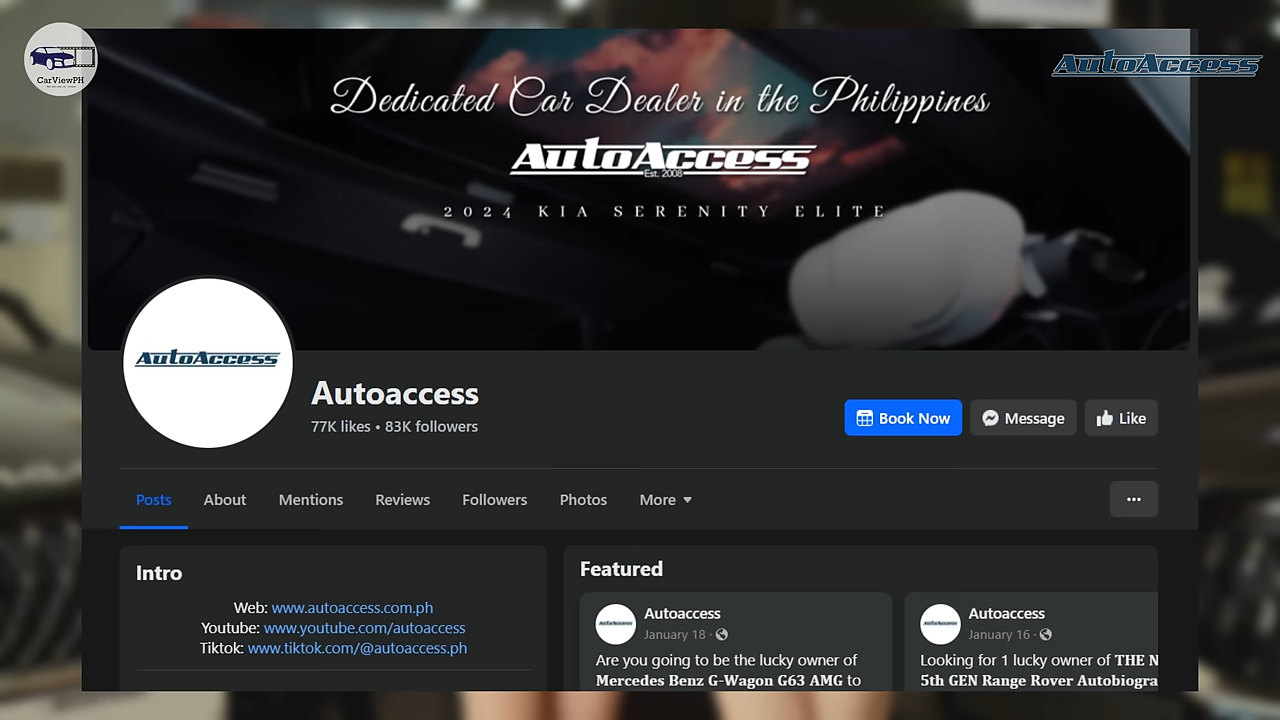 CarViewPH
AutoAccess
Dedicated Car Dealer in the Philippines
AutoAccess
Est. 2008
2024 KIA SERENITY ELITE
AutoAccess
Autoaccess
77K likes • 83K followers
Book Now
Message
Like
Posts
About
Mentions
Reviews
Followers
Photos
More
Intro
Web: www.autoaccess.com.ph
Youtube: www.youtube.com/autoaccess
Tiktok: www.tiktok.com/@autoaccess.ph
Featured
AutoAccess
Autoaccess
January 18 ·
Are you going to be the lucky owner of
Mercedes Benz G-Wagon G63 AMG to
AutoAccess
Autoaccess
January 16 ·
Looking for 1 lucky owner of THE N
5th GEN Range Rover Autobiogra